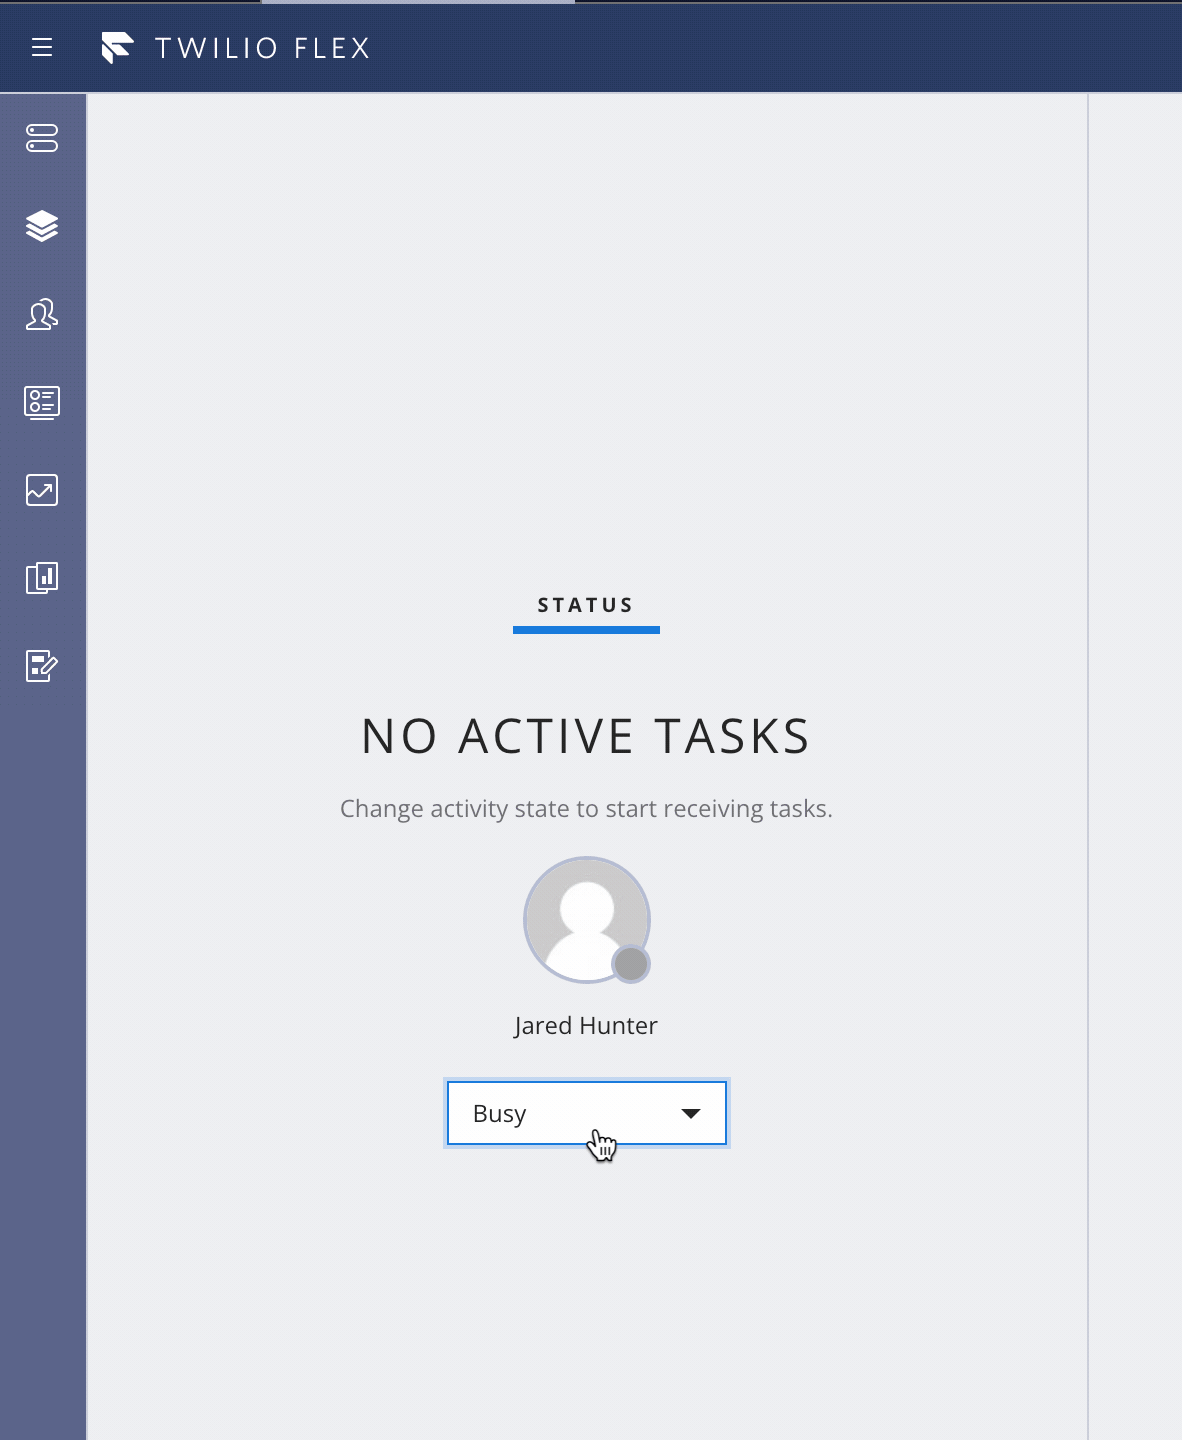 TWILIO FLEX
STATUS
NO ACTIVE TASKS
Change activity state to start receiving tasks.
Jared Hunter
Busy